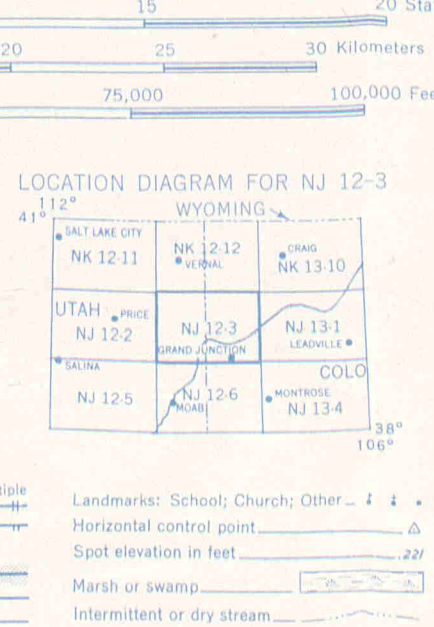 15 20 Sta
20 25 30 Kilometers
75,000 100,000 Fee
LOCATION DIAGRAM FOR NJ 12-3
112°
41° WYOMING
SALT LAKE CITY
NK 12-11
NK 12-12
VERNAL
CRAIG
NK 13-10
UTAH
PRICE
NJ 12-2
NJ 12-3
GRAND JUNCTION
NJ 13-1
LEADVILLE
SALINA
COLO
NJ 12-5
NJ 12-6
MOAB
MONTROSE
NJ 13-4
38°
106°
tiple
Landmarks: School; Church; Other
Horizontal control point
Spot elevation in feet .221
Marsh or swamp
Intermittent or dry stream